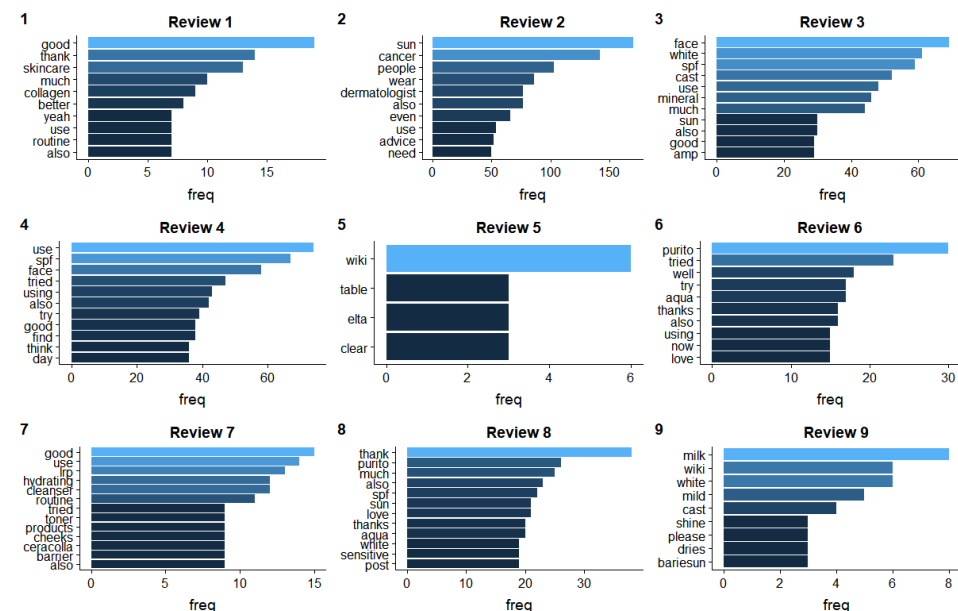 1
Review 1
good
thank
skincare
much
collagen
better
yeah
use
routine
also
0 5 10 15
freq
2
Review 2
sun
cancer
people
wear
dermatologist
also
even
use
advice
need
0 50 100 150
freq
3
Review 3
face
white
spf
cast
use
mineral
much
sun
also
good
amp
0 20 40 60
freq
4
Review 4
use
spf
face
tried
using
also
try
good
find
think
day
0 20 40 60
freq
5
Review 5
wiki
table
elta
clear
0 2 4 6
freq
6
Review 6
purito
tried
well
try
aqua
thanks
also
using
now
love
0 10 20 30
freq
7
Review 7
good
use
lrp
hydrating
cleanser
routine
tried
toner
products
cheeks
ceracolla
barrier
also
0 5 10 15
freq
8
Review 8
thank
purito
much
also
spf
sun
love
thanks
aqua
white
sensitive
post
0 10 20 30
freq
9
Review 9
milk
wiki
white
mild
cast
shine
please
dries
bariesun
0 2 4 6 8
freq